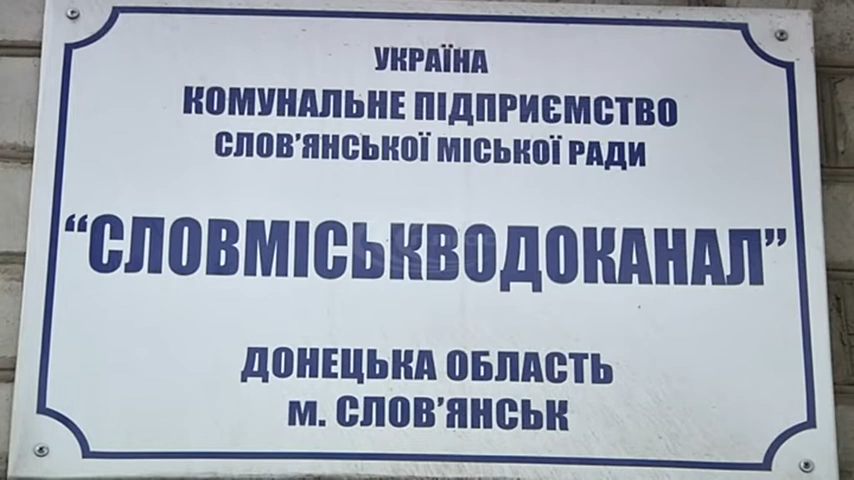 УКРАЇНА
КОМУНАЛЬНЕ ПІДПРИЄМСТВО
СЛОВ’ЯНСЬКОЇ МІСЬКОЇ РАДИ
“СЛОВМІСЬКВОДОКАНАЛ”
ДОНЕЦЬКА ОБЛАСТЬ
м. СЛОВ’ЯНСЬК